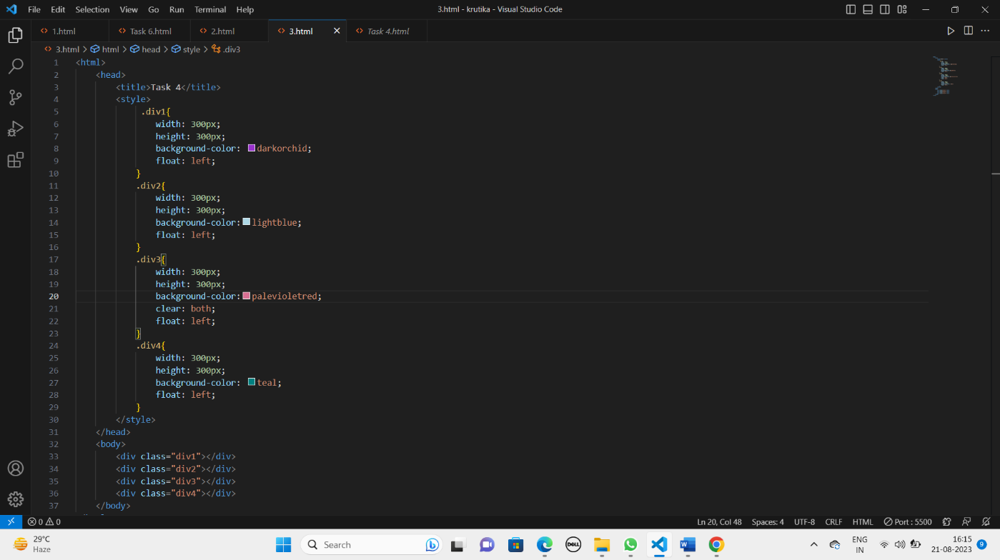 File Edit Selection View Go Run Terminal Help 3.html - krutika - Visual Studio Code
1.html Task 6.html 2.html 3.html Task 4.html
3.html > html > head > style > .div3
1 <html>
2 <head>
3 <title>Task 4</title>
4 <style>
5 .div1{
6 width: 300px;
7 height: 300px;
8 background-color: darkorchid;
9 float: left;
10 }
11 .div2{
12 width: 300px;
13 height: 300px;
14 background-color: lightblue;
15 float: left;
16 }
17 .div3{
18 width: 300px;
19 height: 300px;
20 background-color: palevioletred;
21 clear: both;
22 float: left;
23 }
24 .div4{
25 width: 300px;
26 height: 300px;
27 background-color: teal;
28 float: left;
29 }
30 </style>
31 </head>
32 <body>
33 <div class="div1"></div>
34 <div class="div2"></div>
35 <div class="div3"></div>
36 <div class="div4"></div>
37 </body>
0 0 Ln 20, Col 48 Spaces: 4 UTF-8 CRLF HTML Port : 5500
29°C
Haze
Search
DELL
ENG
IN
16:15
21-08-2023
9